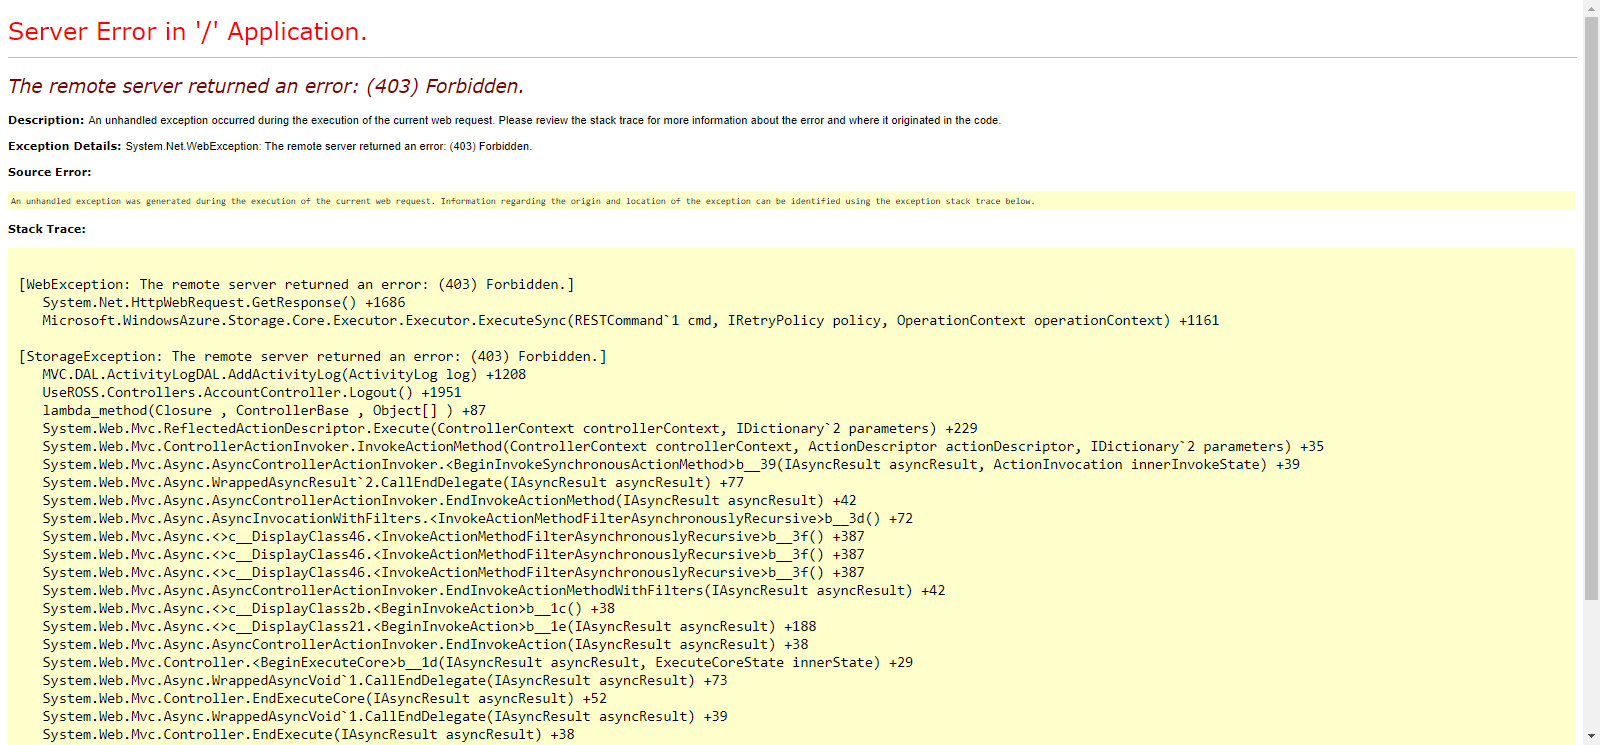 Server Error in '/' Application.
The remote server returned an error: (403) Forbidden.
Description: An unhandled exception occurred during the execution of the current web request. Please review the stack trace for more information about the error and where it originated in the code.
Exception Details: System.Net.WebException: The remote server returned an error: (403) Forbidden.
Source Error:
An unhandled exception was generated during the execution of the current web request. Information regarding the origin and location of the exception can be identified using the exception stack trace below.
Stack Trace:
[WebException: The remote server returned an error: (403) Forbidden.]
System.Net.HttpWebRequest.GetResponse() +1686
Microsoft.WindowsAzure.Storage.Core.Executor.Executor.ExecuteSync(RESTCommand`1 cmd, IRetryPolicy policy, OperationContext operationContext) +1161
[StorageException: The remote server returned an error: (403) Forbidden.]
MVC.DAL.ActivityLogDAL.AddActivityLog(ActivityLog log) +1208
UseROSS.Controllers.AccountController.Logout() +1951
lambda_method(Closure , ControllerBase , Object[] ) +87
System.Web.Mvc.ReflectedActionDescriptor.Execute(ControllerContext controllerContext, IDictionary`2 parameters) +229
System.Web.Mvc.ControllerActionInvoker.InvokeActionMethod(ControllerContext controllerContext, ActionDescriptor actionDescriptor, IDictionary`2 parameters) +35
System.Web.Mvc.Async.AsyncControllerActionInvoker.<BeginInvokeSynchronousActionMethod>b__39(IAsyncResult asyncResult, ActionInvocation innerInvokeState) +39
System.Web.Mvc.Async.WrappedAsyncResult`2.CallEndDelegate(IAsyncResult asyncResult) +77
System.Web.Mvc.Async.AsyncControllerActionInvoker.EndInvokeActionMethod(IAsyncResult asyncResult) +42
System.Web.Mvc.Async.AsyncInvocationWithFilters.<InvokeActionMethodFilterAsynchronouslyRecursive>b__3d() +72
System.Web.Mvc.Async.<>c__DisplayClass46.<InvokeActionMethodFilterAsynchronouslyRecursive>b__3f() +387
System.Web.Mvc.Async.<>c__DisplayClass46.<InvokeActionMethodFilterAsynchronouslyRecursive>b__3f() +387
System.Web.Mvc.Async.<>c__DisplayClass46.<InvokeActionMethodFilterAsynchronouslyRecursive>b__3f() +387
System.Web.Mvc.Async.AsyncControllerActionInvoker.EndInvokeActionMethodWithFilters(IAsyncResult asyncResult) +42
System.Web.Mvc.Async.<>c__DisplayClass2b.<BeginInvokeAction>b__1c() +38
System.Web.Mvc.Async.<>c__DisplayClass21.<BeginInvokeAction>b__1e(IAsyncResult asyncResult) +188
System.Web.Mvc.Async.AsyncControllerActionInvoker.EndInvokeAction(IAsyncResult asyncResult) +38
System.Web.Mvc.Controller.<BeginExecuteCore>b__1d(IAsyncResult asyncResult, ExecuteCoreState innerState) +29
System.Web.Mvc.Async.WrappedAsyncVoid`1.CallEndDelegate(IAsyncResult asyncResult) +73
System.Web.Mvc.Controller.EndExecuteCore(IAsyncResult asyncResult) +52
System.Web.Mvc.Async.WrappedAsyncVoid`1.CallEndDelegate(IAsyncResult asyncResult) +39
System.Web.Mvc.Controller.EndExecute(IAsyncResult asyncResult) +38